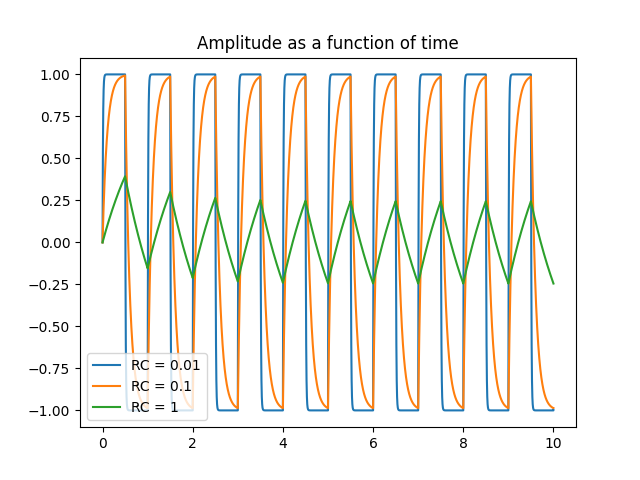 Amplitude as a function of time
1.00
0.75
0.50
0.25
0.00
−0.25
−0.50
−0.75
−1.00
RC = 0.01
RC = 0.1
RC = 1
0 2 4 6 8 10